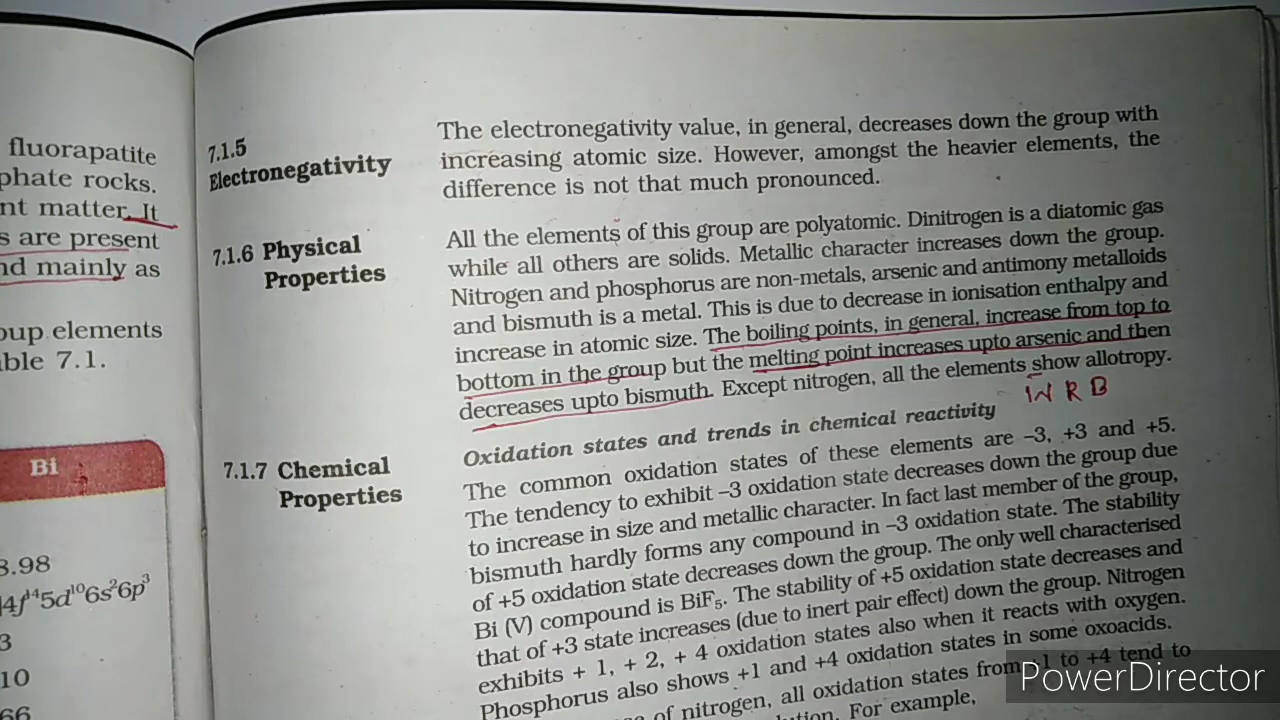 fluorapatite
phate rocks.
nt matter. It
s are present
nd mainly as
oup elements
ble 7.1.
Bi
3.98
4f¹⁴5d¹⁰6s²6p³
3
10
66
7.1.5
Electronegativity
The electronegativity value, in general, decreases down the group with
increasing atomic size. However, amongst the heavier elements, the
difference is not that much pronounced.
7.1.6 Physical
Properties
All the elements of this group are polyatomic. Dinitrogen is a diatomic gas
while all others are solids. Metallic character increases down the group.
Nitrogen and phosphorus are non-metals, arsenic and antimony metalloids
and bismuth is a metal. This is due to decrease in ionisation enthalpy and
increase in atomic size. The boiling points, in general, increase from top to
bottom in the group but the melting point increases upto arsenic and then
decreases upto bismuth. Except nitrogen, all the elements show allotropy.
W R B
7.1.7 Chemical
Properties
Oxidation states and trends in chemical reactivity
The common oxidation states of these elements are –3, +3 and +5.
The tendency to exhibit –3 oxidation state decreases down the group due
to increase in size and metallic character. In fact last member of the group,
bismuth hardly forms any compound in –3 oxidation state. The stability
of +5 oxidation state decreases down the group. The only well characterised
Bi (V) compound is BiF₅. The stability of +5 oxidation state decreases and
that of +3 state increases (due to inert pair effect) down the group. Nitrogen
exhibits + 1, + 2, + 4 oxidation states also when it reacts with oxygen.
Phosphorus also shows +1 and +4 oxidation states in some oxoacids.
of nitrogen, all oxidation states from +1 to +4 tend to
For example,
PowerDirector